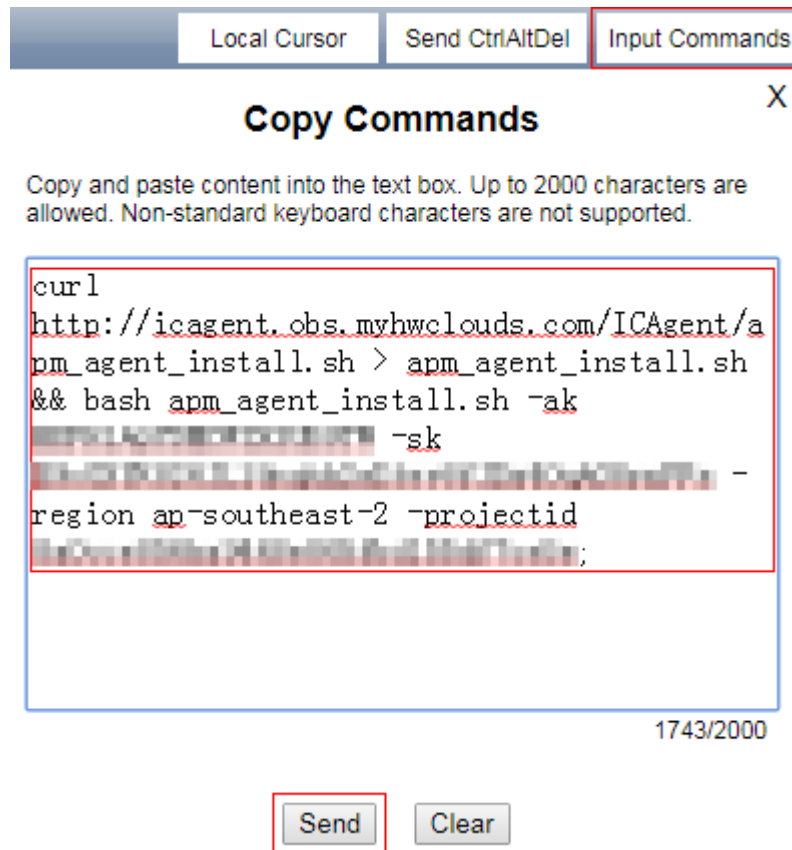 Local Cursor Send CtrlAltDel Input Commands
X
Copy Commands
Copy and paste content into the text box. Up to 2000 characters are
allowed. Non-standard keyboard characters are not supported.
curl
http://icagent.obs.myhwclouds.com/ICAgent/a
pm_agent_install.sh > apm_agent_install.sh
&& bash apm_agent_install.sh -ak
-sk
-
region ap-southeast-2 -projectid
;
1743/2000
Send Clear